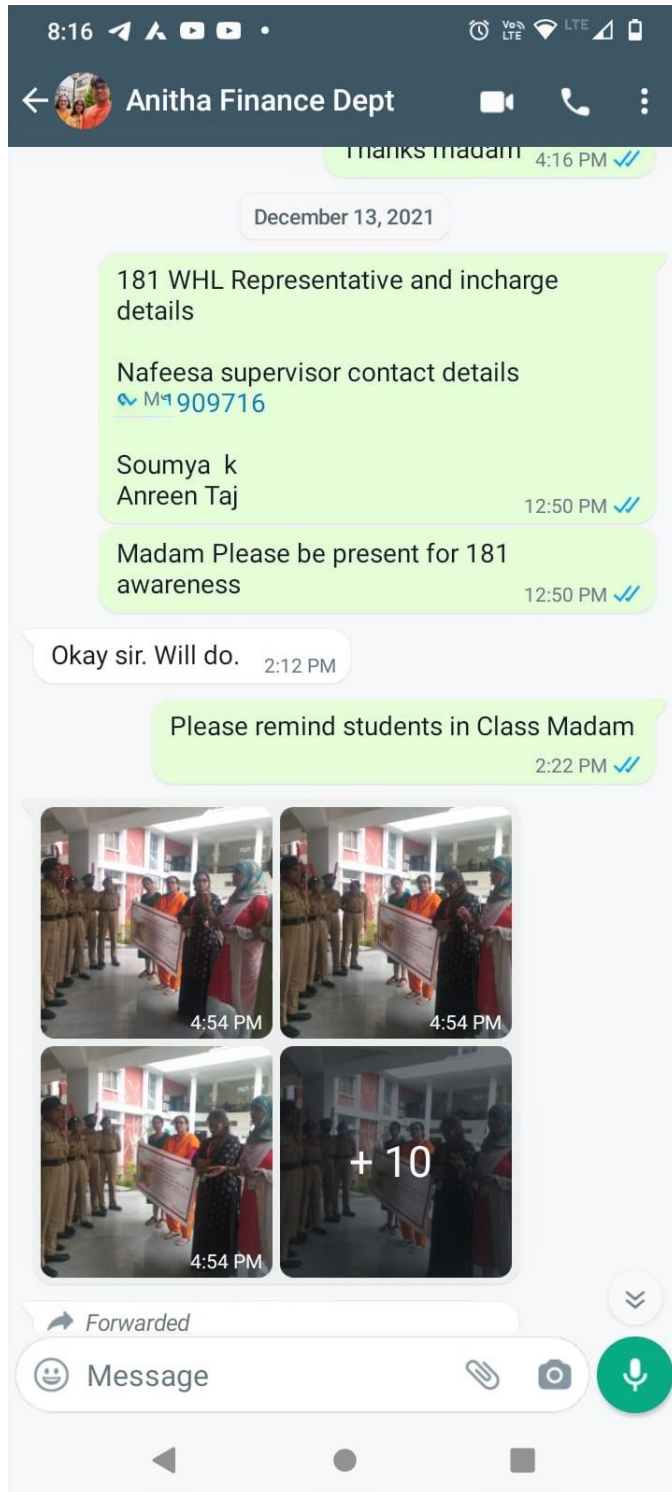 8:16
Vo))
LTE
LTE
Anitha Finance Dept
Thanks madam 4:16 PM
December 13, 2021
181 WHL Representative and incharge
details
Nafeesa supervisor contact details
909716
Soumya k
Anreen Taj
12:50 PM
Madam Please be present for 181
awareness
12:50 PM
Okay sir. Will do. 2:12 PM
Please remind students in Class Madam
2:22 PM
4:54 PM
4:54 PM
4:54 PM
+ 10
Forwarded
Message